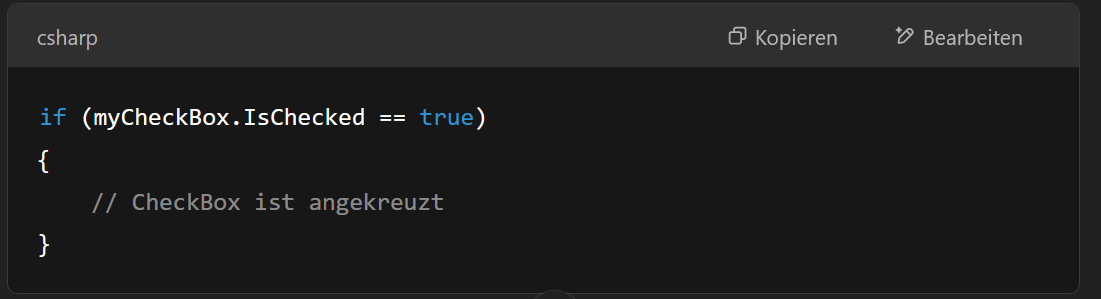 csharp Kopieren Bearbeiten
if (myCheckBox.IsChecked == true)
{
    // CheckBox ist angekreuzt
}